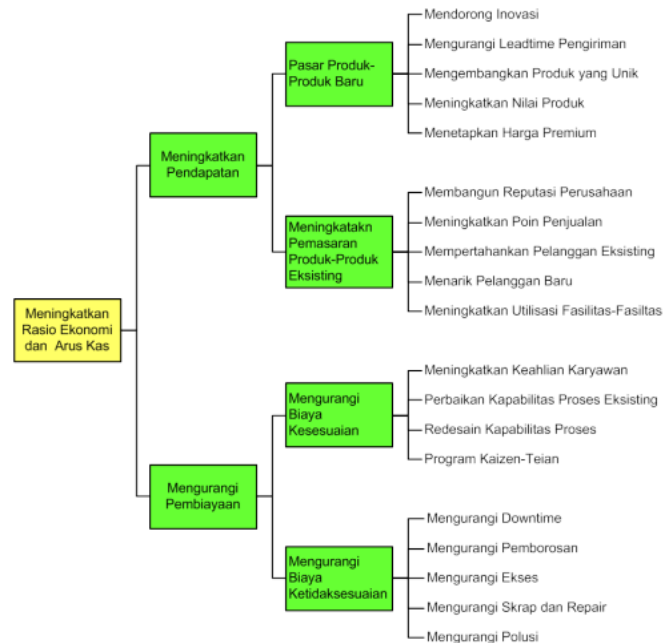 Meningkatkan
Rasio Ekonomi
dan Arus Kas
Meningkatkan
Pendapatan
Pasar Produk-
Produk Baru
Mendorong Inovasi
Mengurangi Leadtime Pengiriman
Mengembangkan Produk yang Unik
Meningkatkan Nilai Produk
Menetapkan Harga Premium
Meningkatakn
Pemasaran
Produk-Produk
Eksisting
Membangun Reputasi Perusahaan
Meningkatkan Poin Penjualan
Mempertahankan Pelanggan Eksisting
Menarik Pelanggan Baru
Meningkatkan Utilisasi Fasilitas-Fasiltas
Mengurangi
Pembiayaan
Mengurangi
Biaya
Kesesuaian
Meningkatkan Keahlian Karyawan
Perbaikan Kapabilitas Proses Eksisting
Redesain Kapabilitas Proses
Program Kaizen-Teian
Mengurangi
Biaya
Ketidaksesuaian
Mengurangi Downtime
Mengurangi Pemborosan
Mengurangi Ekses
Mengurangi Skrap dan Repair
Mengurangi Polusi